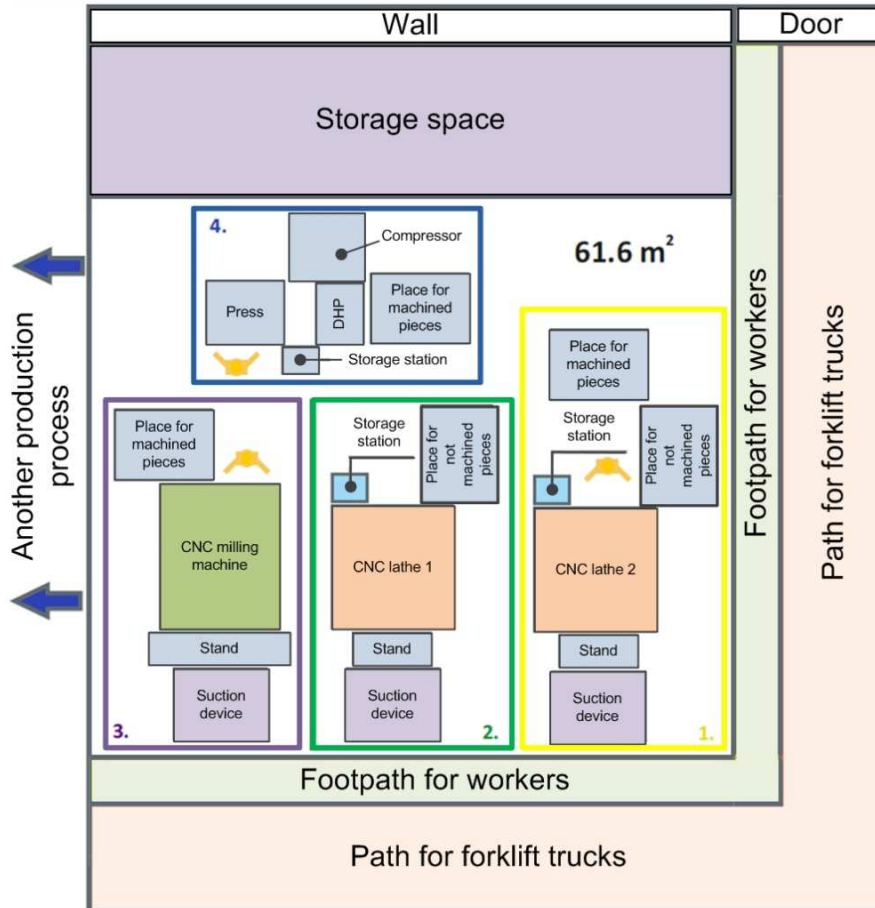 Wall
Door
Storage space
4.
Compressor
61.6 m²
Press
DHP
Place for
machined
pieces
Storage station
Place for
machined
pieces
Another production
process
Place for
machined
pieces
Storage
station
Place for
not
machined
pieces
Storage
station
Place for
not
machined
pieces
CNC milling
machine
CNC lathe 1
CNC lathe 2
Stand
Stand
Stand
Suction
device
Suction
device
Suction
device
3.
2.
1.
Footpath for workers
Path for forklift trucks
Footpath for workers
Path for forklift trucks